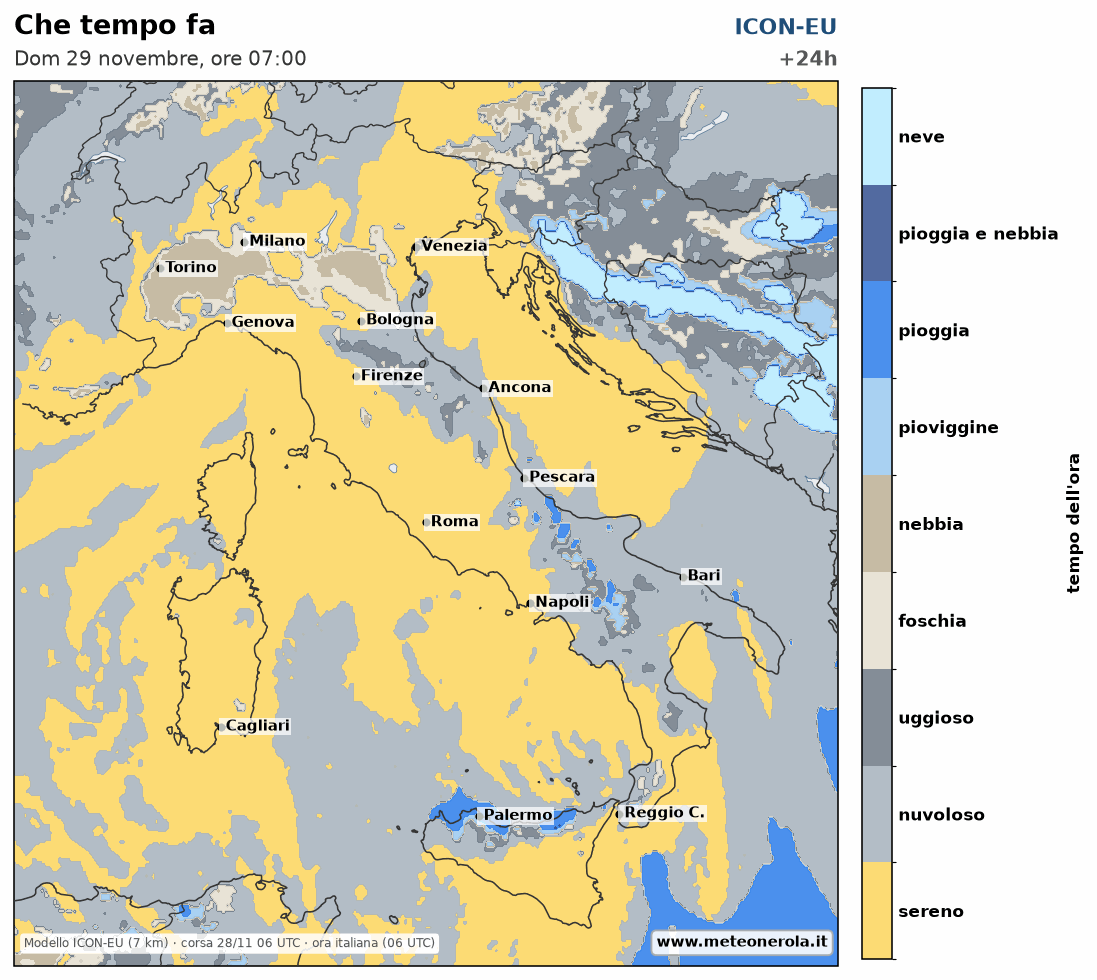 Che tempo fa
ICON-EU
Dom 29 novembre, ore 07:00
+24h
neve
pioggia e nebbia
pioggia
pioviggine
nebbia
foschia
uggioso
nuvoloso
sereno
tempo dell'ora
Milano
Venezia
Torino
Genova
Bologna
Firenze
Ancona
Pescara
Roma
Bari
Napoli
Cagliari
Palermo
Reggio C.
Modello ICON-EU (7 km) · corsa 28/11 06 UTC · ora italiana (06 UTC)
www.meteonerola.it